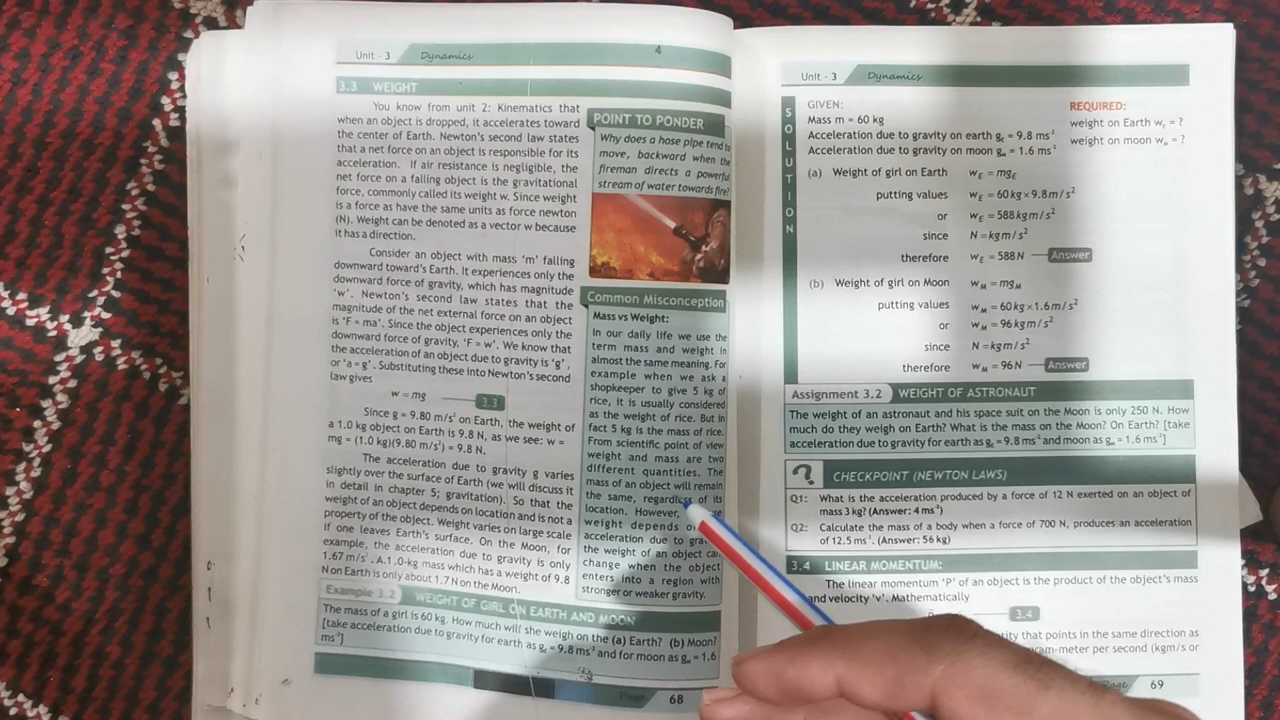 Unit - 3 Dynamics
4
3.3 WEIGHT
You know from unit 2: Kinematics that
when an object is dropped, it accelerates toward
the center of Earth. Newton's second law states
that a net force on an object is responsible for its
acceleration. If air resistance is negligible, the
net force on a falling object is the gravitational
force, commonly called its weight w. Since weight
is a force as have the same units as force newton
(N). Weight can be denoted as a vector w because
it has a direction.
Consider an object with mass 'm' falling
downward toward's Earth. It experiences only the
downward force of gravity, which has magnitude
'w'. Newton's second law states that the
magnitude of the net external force on an object
is 'F = ma'. Since the object experiences only the
downward force of gravity, 'F = w'. We know that
the acceleration of an object due to gravity is 'g',
or 'a = g'. Substituting these into Newton's second
law gives
w = mg 3.3
Since g = 9.80 m/s² on Earth, the weight of
a 1.0 kg object on Earth is 9.8 N, as we see: w =
mg = (1.0 kg)(9.80 m/s²) = 9.8 N.
The acceleration due to gravity g varies
slightly over the surface of Earth (we will discuss it
in detail in chapter 5; gravitation). So that the
weight of an object depends on location and is not a
property of the object. Weight varies on large scale
if one leaves Earth's surface. On the Moon, for
example, the acceleration due to gravity is only
1.67 m/s². A.1.0-kg mass which has a weight of 9.8
N on Earth is only about 1.7 N on the Moon.
POINT TO PONDER
Why does a hose pipe tend to
move, backward when the
fireman directs a powerful
stream of water towards fire?
Common Misconception
Mass vs Weight:
In our daily life we use the
term mass and weight in
almost the same meaning. For
example when we ask a
shopkeeper to give 5 kg of
rice, it is usually considered
as the weight of rice. But in
fact 5 kg is the mass of rice.
From scientific point of view
weight and mass are two
different quantities. The
mass of an object will remain
the same, regardless of its
location. However,
weight depends
acceleration due to
the weight of an object can
change when the object
enters into a region with
stronger or weaker gravity.
Example 3.2 WEIGHT OF GIRL ON EARTH AND MOON
The mass of a girl is 60 kg. How much will she weigh on the (a) Earth? (b) Moon?
[take acceleration due to gravity for earth as gE = 9.8 ms⁻² and for moon as gM = 1.6
ms⁻²]
Page 68
Unit - 3 Dynamics
SOLUTION
GIVEN:
Mass m = 60 kg
Acceleration due to gravity on earth gE = 9.8 ms⁻²
Acceleration due to gravity on moon gM = 1.6 ms⁻²
REQUIRED:
weight on Earth wE = ?
weight on moon wM = ?
(a) Weight of girl on Earth wE = mgE
putting values wE = 60kg×9.8m/s²
or wE = 588kgm/s²
since N = kgm/s²
therefore wE = 588N Answer
(b) Weight of girl on Moon wM = mgM
putting values wM = 60kg×1.6m/s²
or wM = 96kgm/s²
since N = kgm/s²
therefore wM = 96N Answer
Assignment 3.2 WEIGHT OF ASTRONAUT
The weight of an astronaut and his space suit on the Moon is only 250 N. How
much do they weigh on Earth? What is the mass on the Moon? On Earth? [take
acceleration due to gravity for earth as gE = 9.8 ms⁻² and moon as gM = 1.6 ms⁻²]
? CHECKPOINT (NEWTON LAWS)
Q1: What is the acceleration produced by a force of 12 N exerted on an object of
mass 3 kg? (Answer: 4 ms⁻²)
Q2: Calculate the mass of a body when a force of 700 N, produces an acceleration
of 12.5 ms⁻². (Answer: 56 kg)
3.4 LINEAR MOMENTUM:
The linear momentum 'P' of an object is the product of the object's mass
and velocity 'v'. Mathematically
3.4
that points in the same direction as
per second (kgm/s or
Page 69